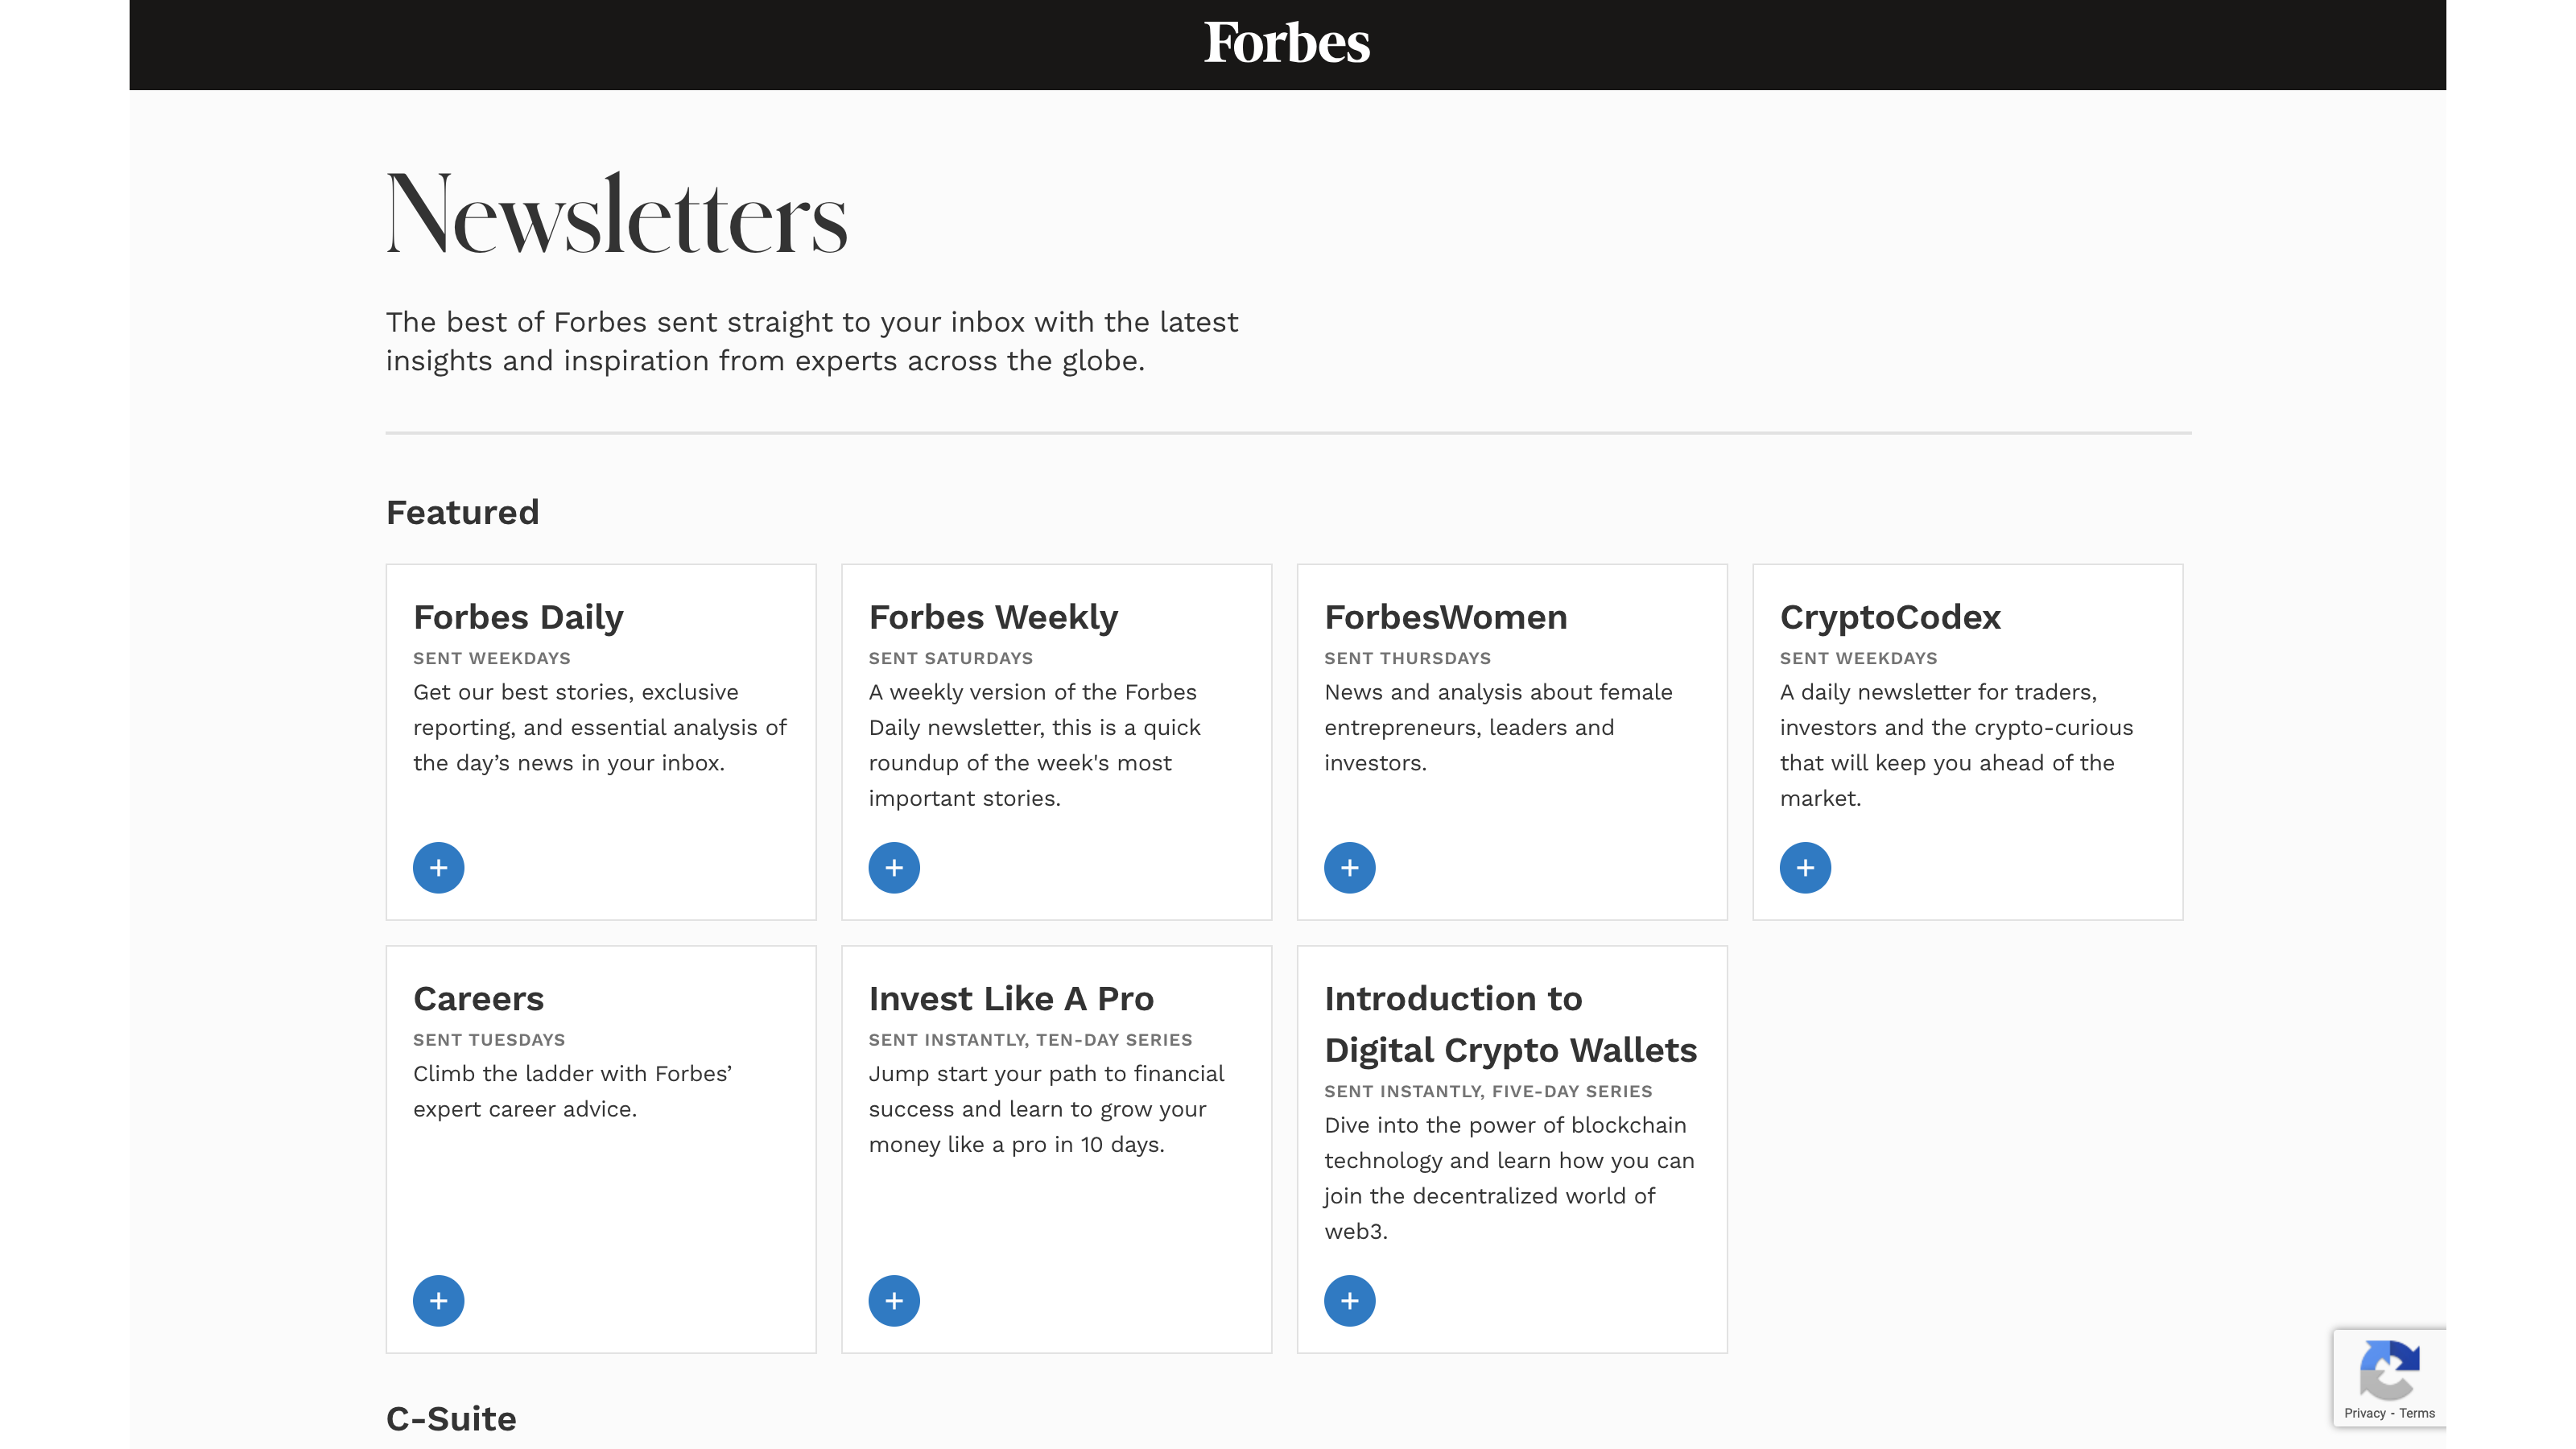 Forbes
Newsletters
The best of Forbes sent straight to your inbox with the latest
insights and inspiration from experts across the globe.
Featured
Forbes Daily
SENT WEEKDAYS
Get our best stories, exclusive
reporting, and essential analysis of
the day’s news in your inbox.
Forbes Weekly
SENT SATURDAYS
A weekly version of the Forbes
Daily newsletter, this is a quick
roundup of the week's most
important stories.
ForbesWomen
SENT THURSDAYS
News and analysis about female
entrepreneurs, leaders and
investors.
CryptoCodex
SENT WEEKDAYS
A daily newsletter for traders,
investors and the crypto-curious
that will keep you ahead of the
market.
Careers
SENT TUESDAYS
Climb the ladder with Forbes’
expert career advice.
Invest Like A Pro
SENT INSTANTLY, TEN-DAY SERIES
Jump start your path to financial
success and learn to grow your
money like a pro in 10 days.
Introduction to
Digital Crypto Wallets
SENT INSTANTLY, FIVE-DAY SERIES
Dive into the power of blockchain
technology and learn how you can
join the decentralized world of
web3.
C-Suite
Privacy - Terms